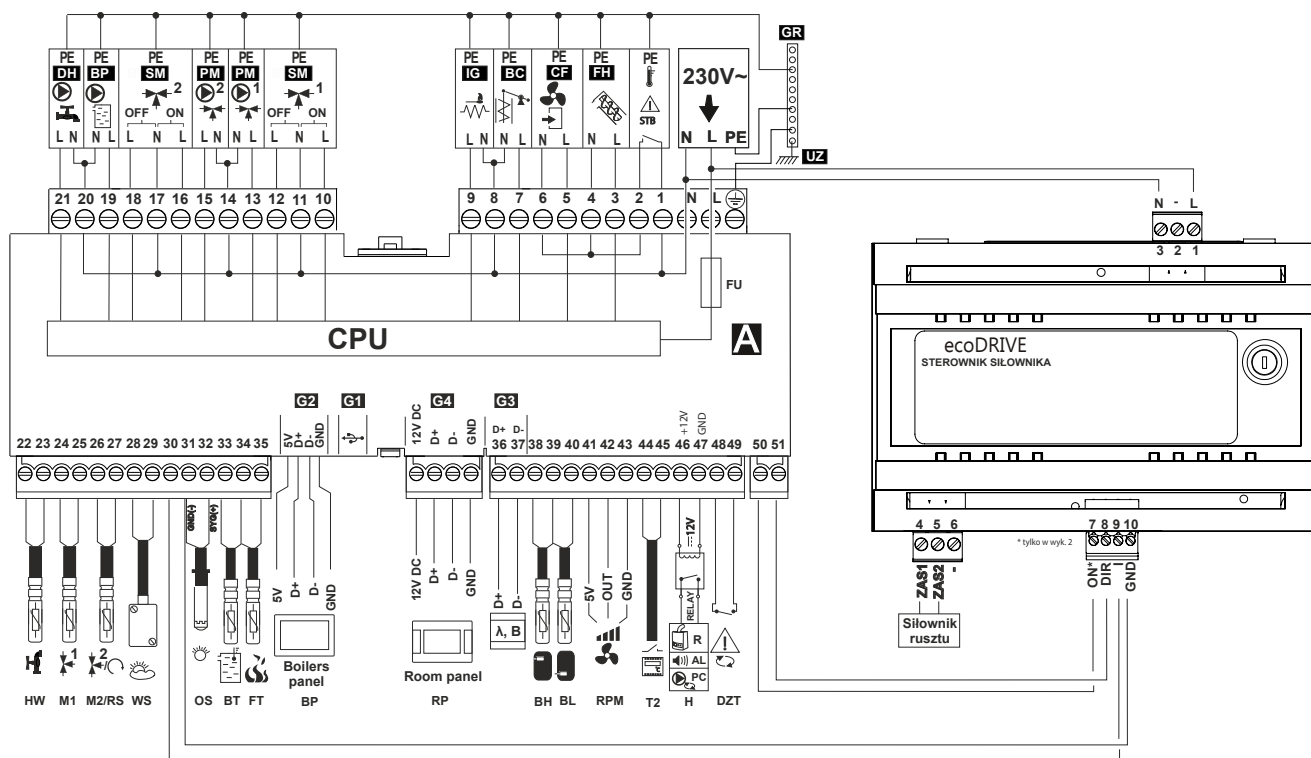 GR
PE PE PE PE PE PE
DH BP SM PM PM SM
2 2 1 1
OFF ON OFF ON
L N N L L N L L N N L L N L
PE PE PE PE PE
IG BC CF FH
STB
L N N L N L N L
230V~
N L PE
UZ
21 20 19 18 17 16 15 14 13 12 11 10
9 8 7 6 5 4 3 2 1 N L
N - L
3 2 1
FU
CPU
A
ecoDRIVE
STEROWNIK SIŁOWNIKA
G2 G1 G4 G3
5V D+ D- GND
12V DC D+ D- GND
D+ D-
+12V GND
22 23 24 25 26 27 28 29 30 31 32 33 34 35
36 37 38 39 40 41 42 43 44 45 46 47 48 49 50 51
4 5 6
* tylko w wyk. 2
7 8 9 10
ZAS1 ZAS2 -
ON* DIR I GND
Siłownik
rusztu
GND(-) SYG(+)
5V D+ D- GND
12V DC D+ D- GND
D+ D-
λ, B
5V OUT GND
12V
RELAY
R
AL
PC
1 2
Boilers
panel
Room panel
HW M1 M2/RS WS OS BT FT BP RP BH BL RPM T2 H DZT